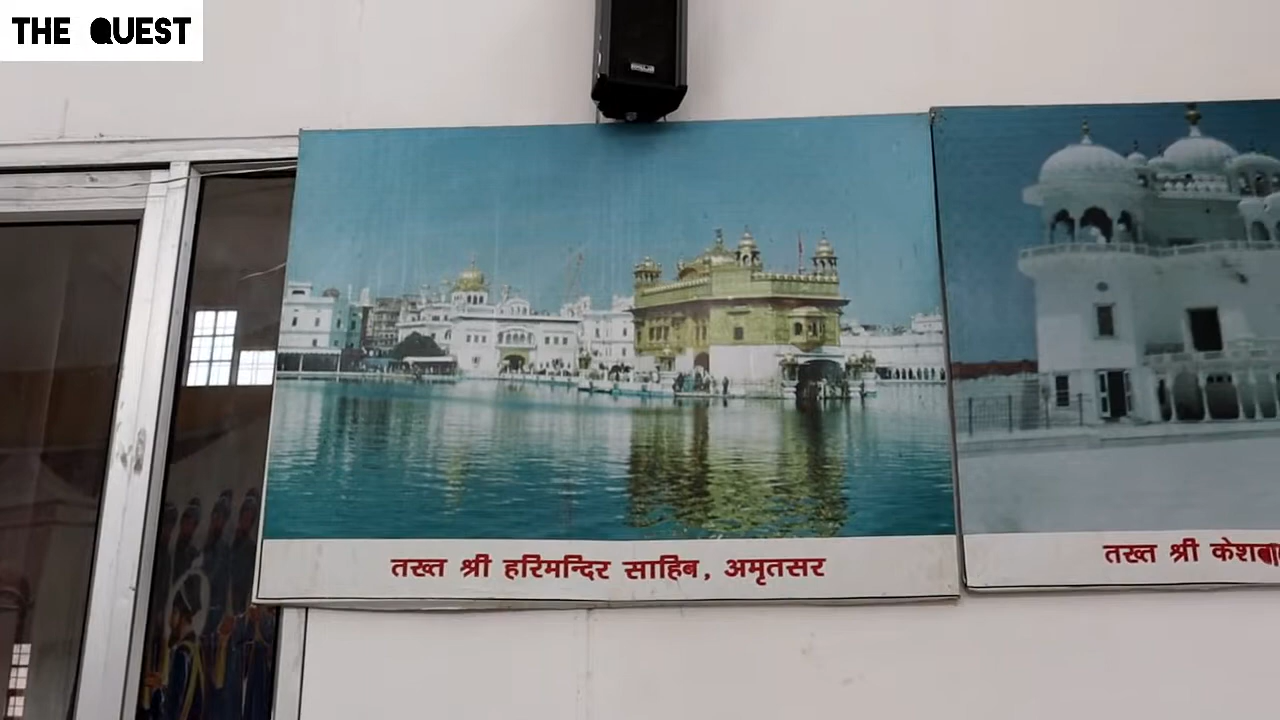 THE QUEST
तख्त श्री हरिमन्दिर साहिब, अमृतसर
तख्त श्री